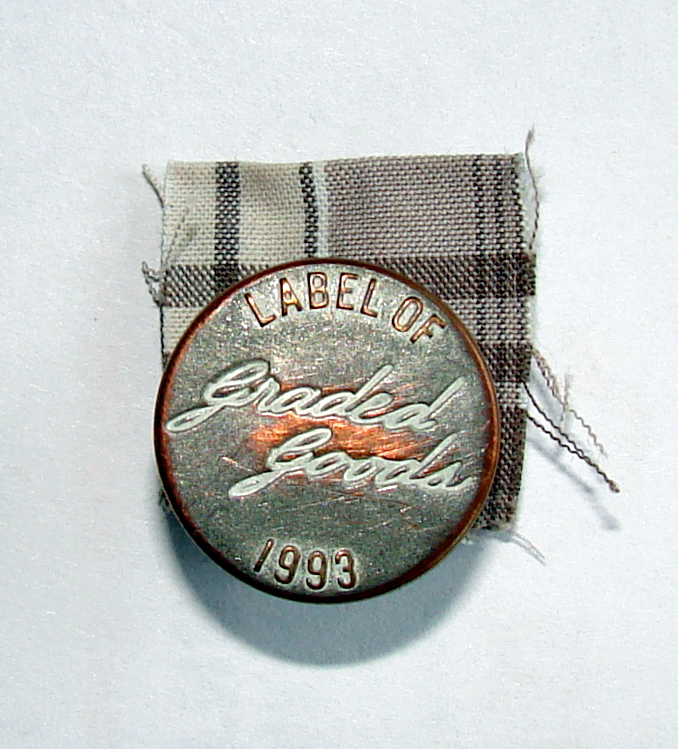 LABEL OF
Graded
Goods
1993